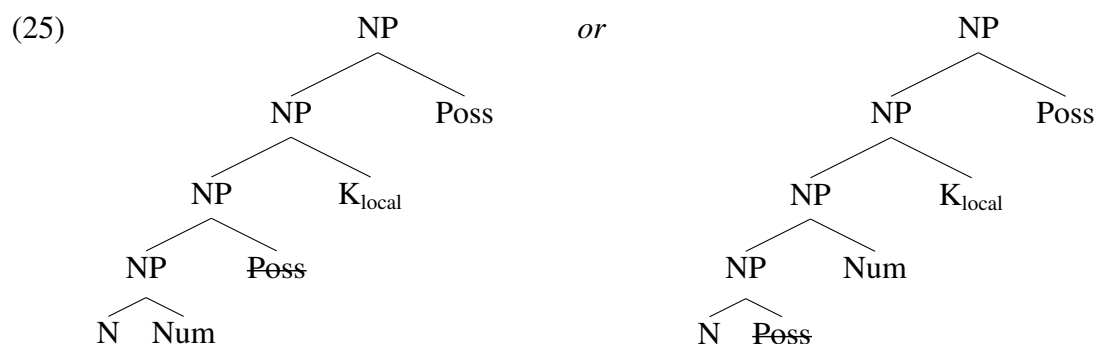 (25) NP or NP
NP Poss NP Poss
NP K_local NP K_local
NP Poss NP Num
N Num N Poss